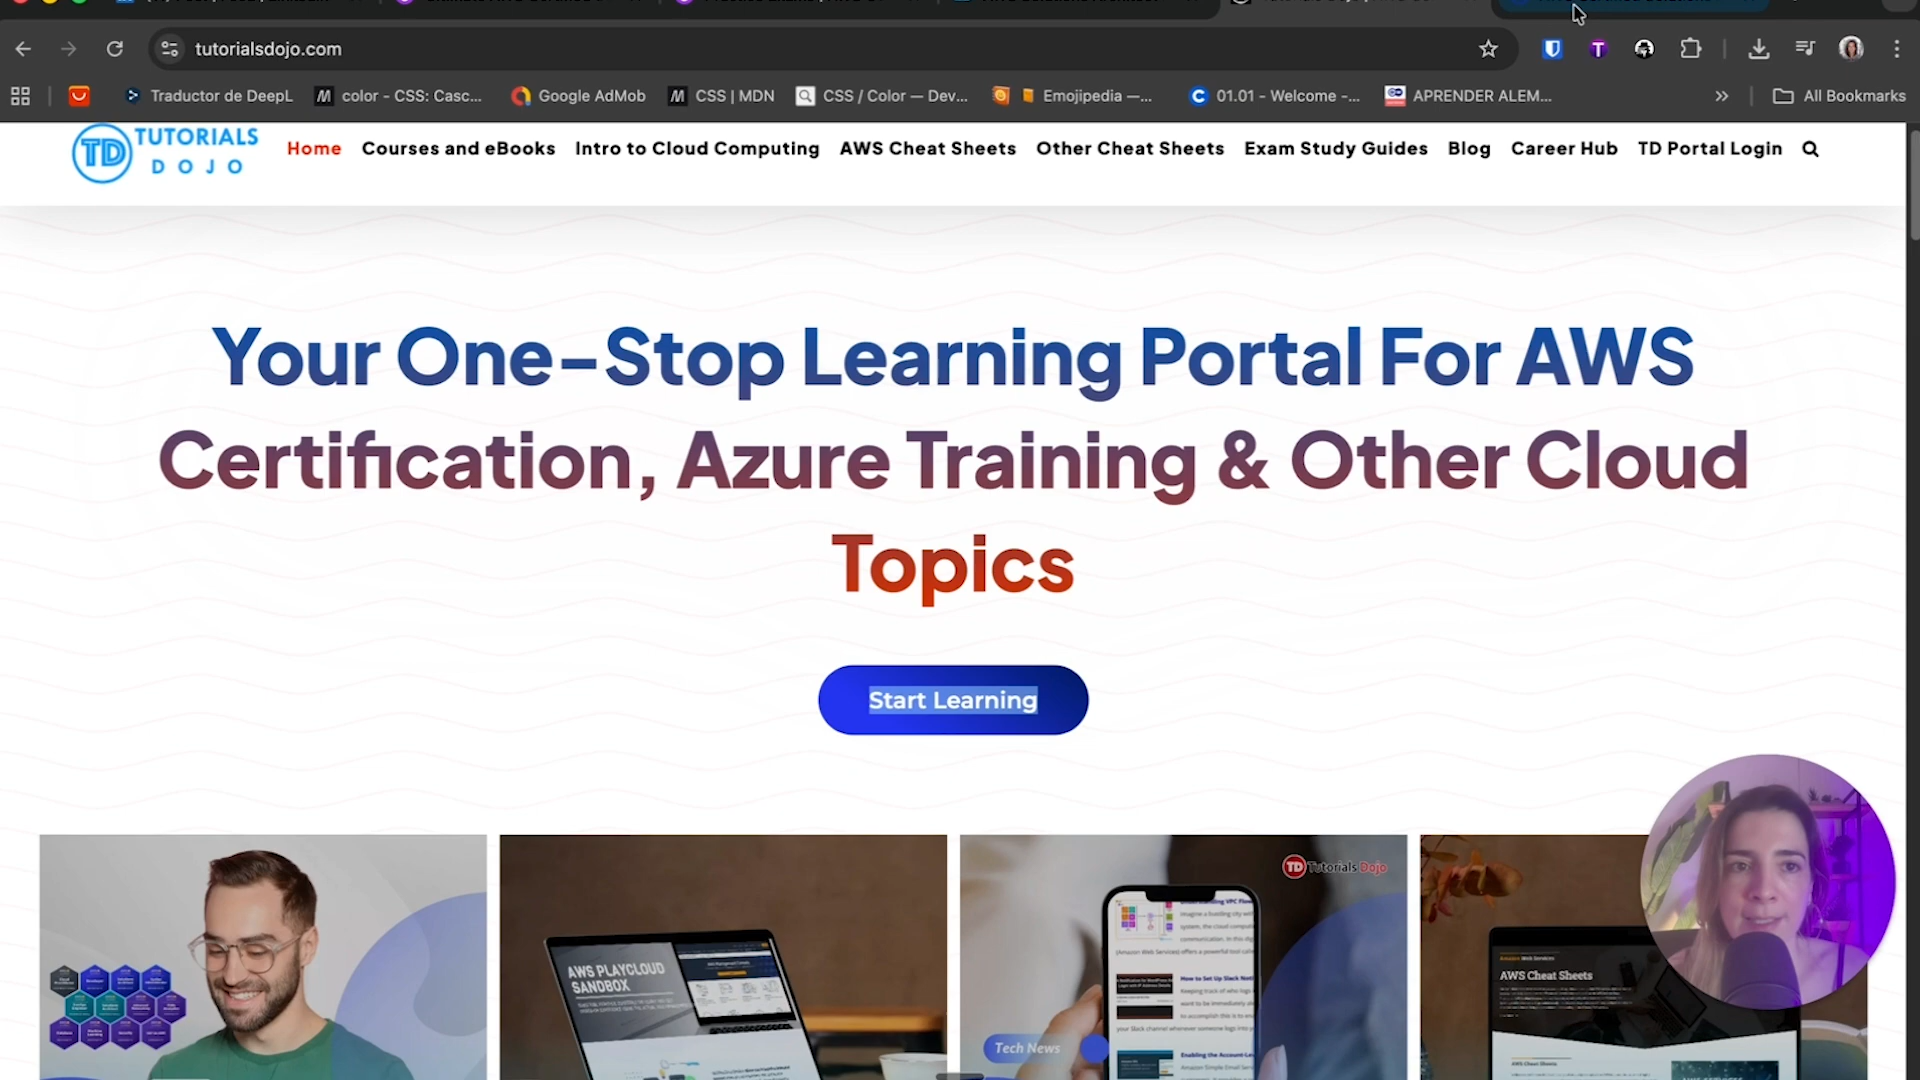 tutorialsdojo.com
Traductor de DeepL
color - CSS: Casc...
Google AdMob
CSS | MDN
CSS / Color — Dev...
Emojipedia —...
01.01 - Welcome -...
APRENDER ALEM...
All Bookmarks
TD TUTORIALS
DOJO
Home
Courses and eBooks
Intro to Cloud Computing
AWS Cheat Sheets
Other Cheat Sheets
Exam Study Guides
Blog
Career Hub
TD Portal Login
Your One-Stop Learning Portal For AWS
Certification, Azure Training & Other Cloud
Topics
Start Learning
AWS PLAYCLOUD
SANDBOX
TD Tutorials Dojo
Tech News
AWS Cheat Sheets